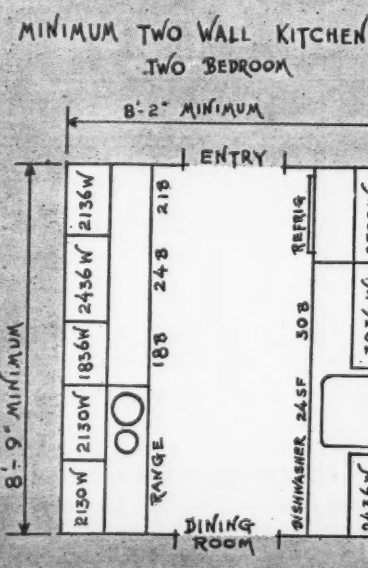 MINIMUM TWO WALL KITCHEN
TWO BEDROOM
8'-2" MINIMUM
ENTRY
8'-9" MINIMUM
2136W
2436W
1836W
2130W
2130W
21B
24B
18B
RANGE
REFRIG
30B
24SF
DISHWASHER
2436W
DINING
ROOM